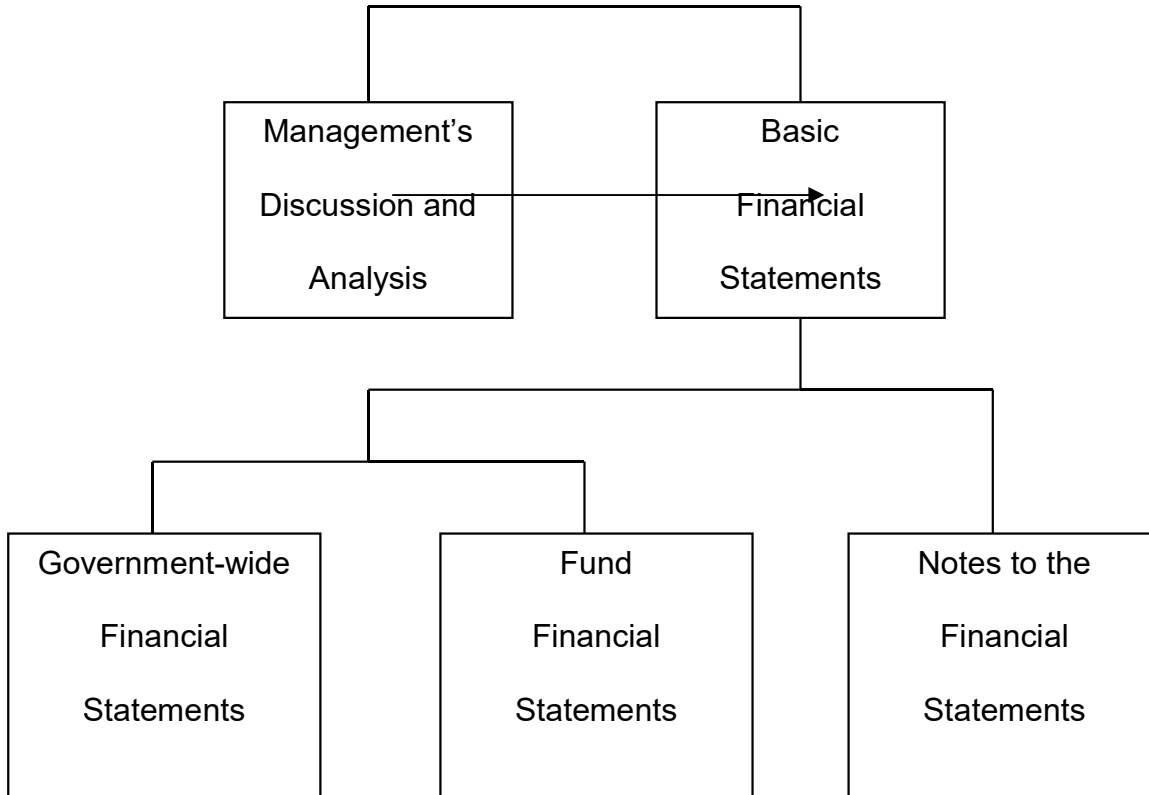 Management’s
Discussion and
Analysis
Basic
Financial
Statements
Government-wide
Financial
Statements
Fund
Financial
Statements
Notes to the
Financial
Statements